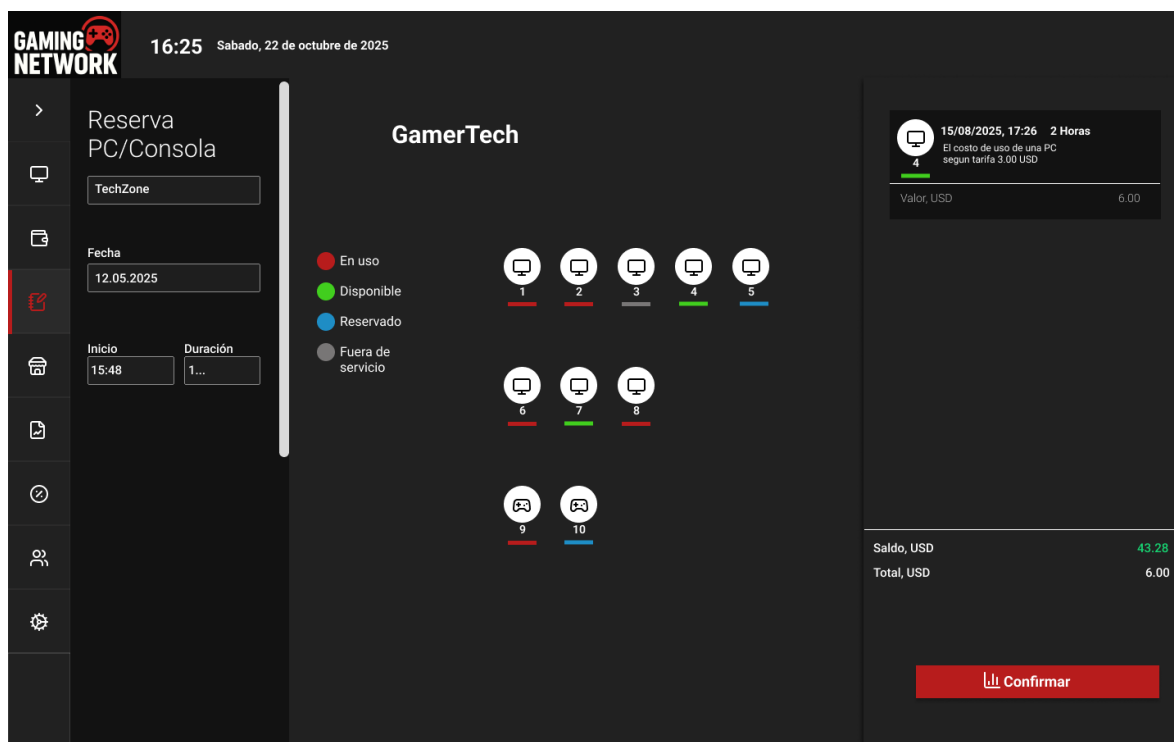 GAMING
NETWORK
16:25 Sabado, 22 de octubre de 2025
Reserva
PC/Consola
TechZone
Fecha
12.05.2025
Inicio Duración
15:48 1...
GamerTech
En uso
Disponible
Reservado
Fuera de
servicio
1 2 3 4 5
6 7 8
9 10
15/08/2025, 17:26 2 Horas
El costo de uso de una PC
segun tarifa 3.00 USD
4
Valor, USD 6.00
Saldo, USD 43.28
Total, USD 6.00
Confirmar